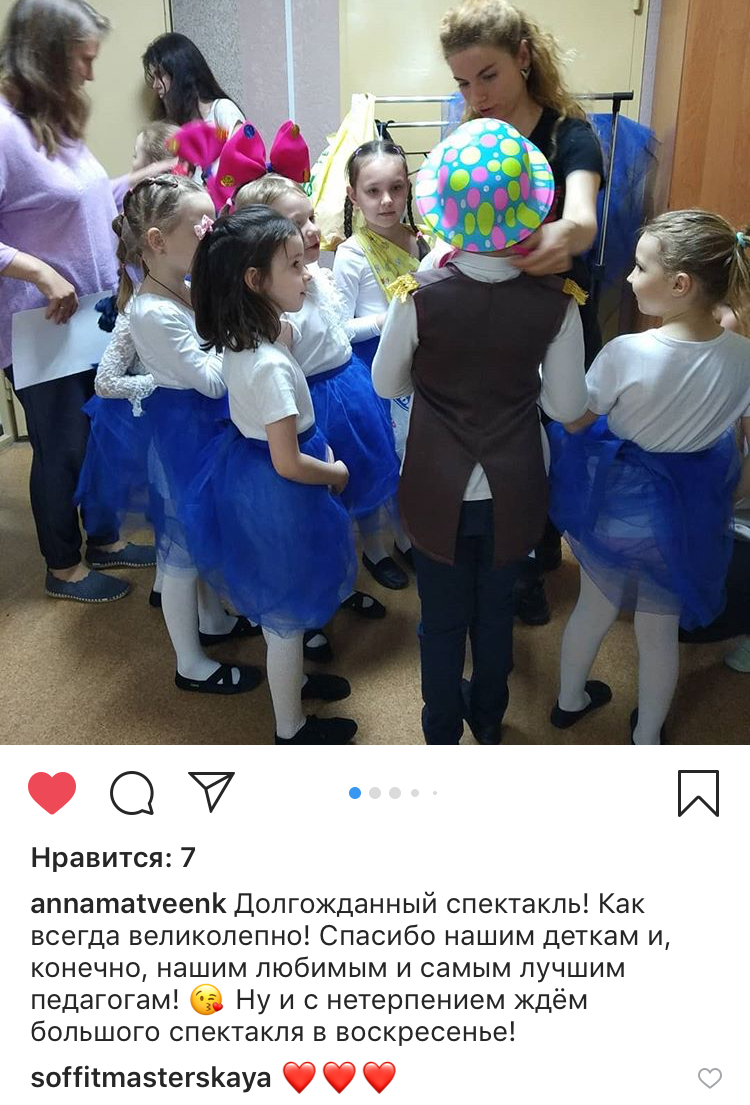 Нравится: 7
annamatveenk Долгожданный спектакль! Как
всегда великолепно! Спасибо нашим деткам и,
конечно, нашим любимым и самым лучшим
педагогам! 😘 Ну и с нетерпением ждём
большого спектакля в воскресенье!
soffitmasterskaya ❤️❤️❤️